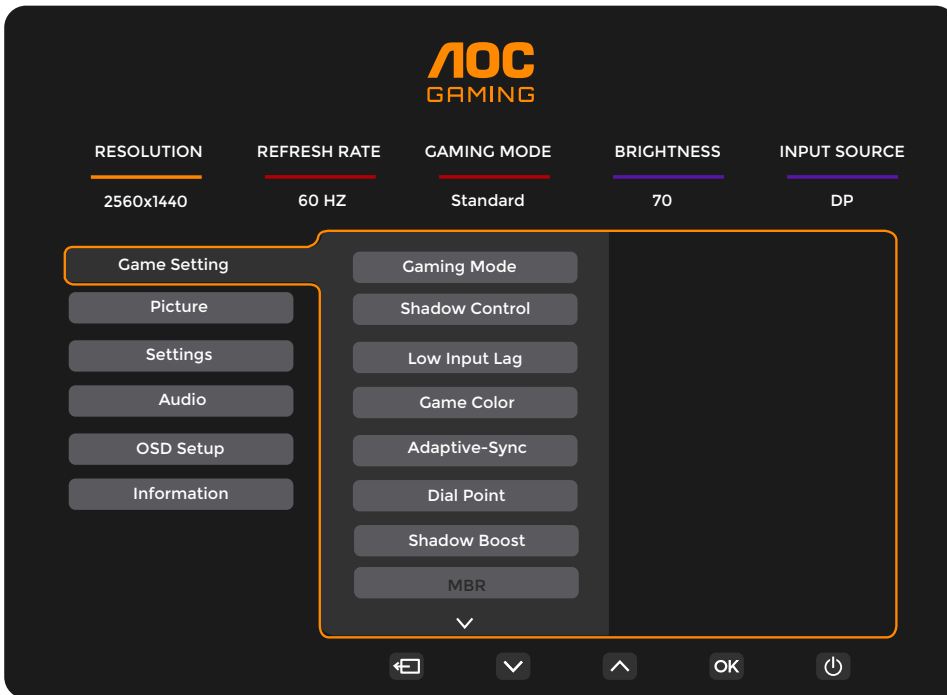 AOC
GAMING
RESOLUTION REFRESH RATE GAMING MODE BRIGHTNESS INPUT SOURCE
2560x1440 60 HZ Standard 70 DP
Game Setting
Picture
Settings
Audio
OSD Setup
Information
Gaming Mode
Shadow Control
Low Input Lag
Game Color
Adaptive-Sync
Dial Point
Shadow Boost
MBR
OK